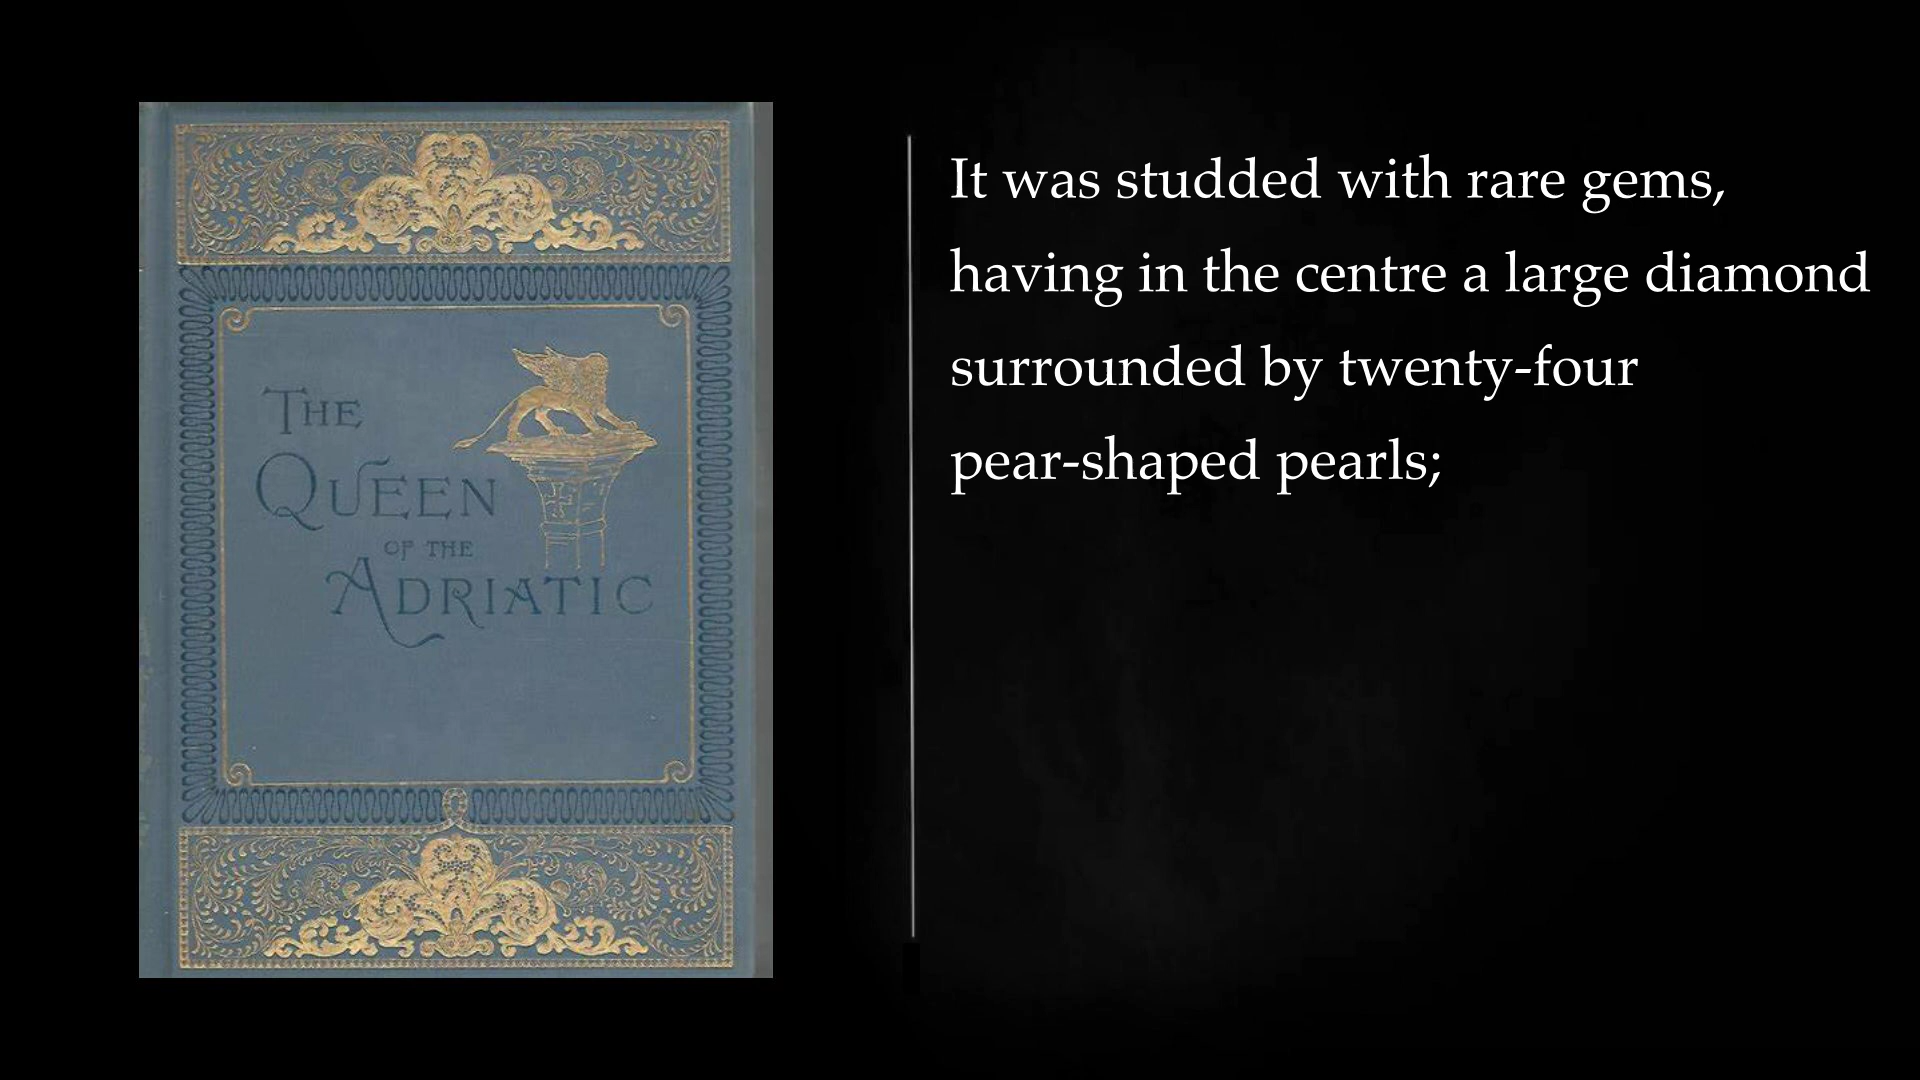 THE
QUEEN
OF THE
ADRIATIC
It was studded with rare gems,
having in the centre a large diamond
surrounded by twenty-four
pear-shaped pearls;